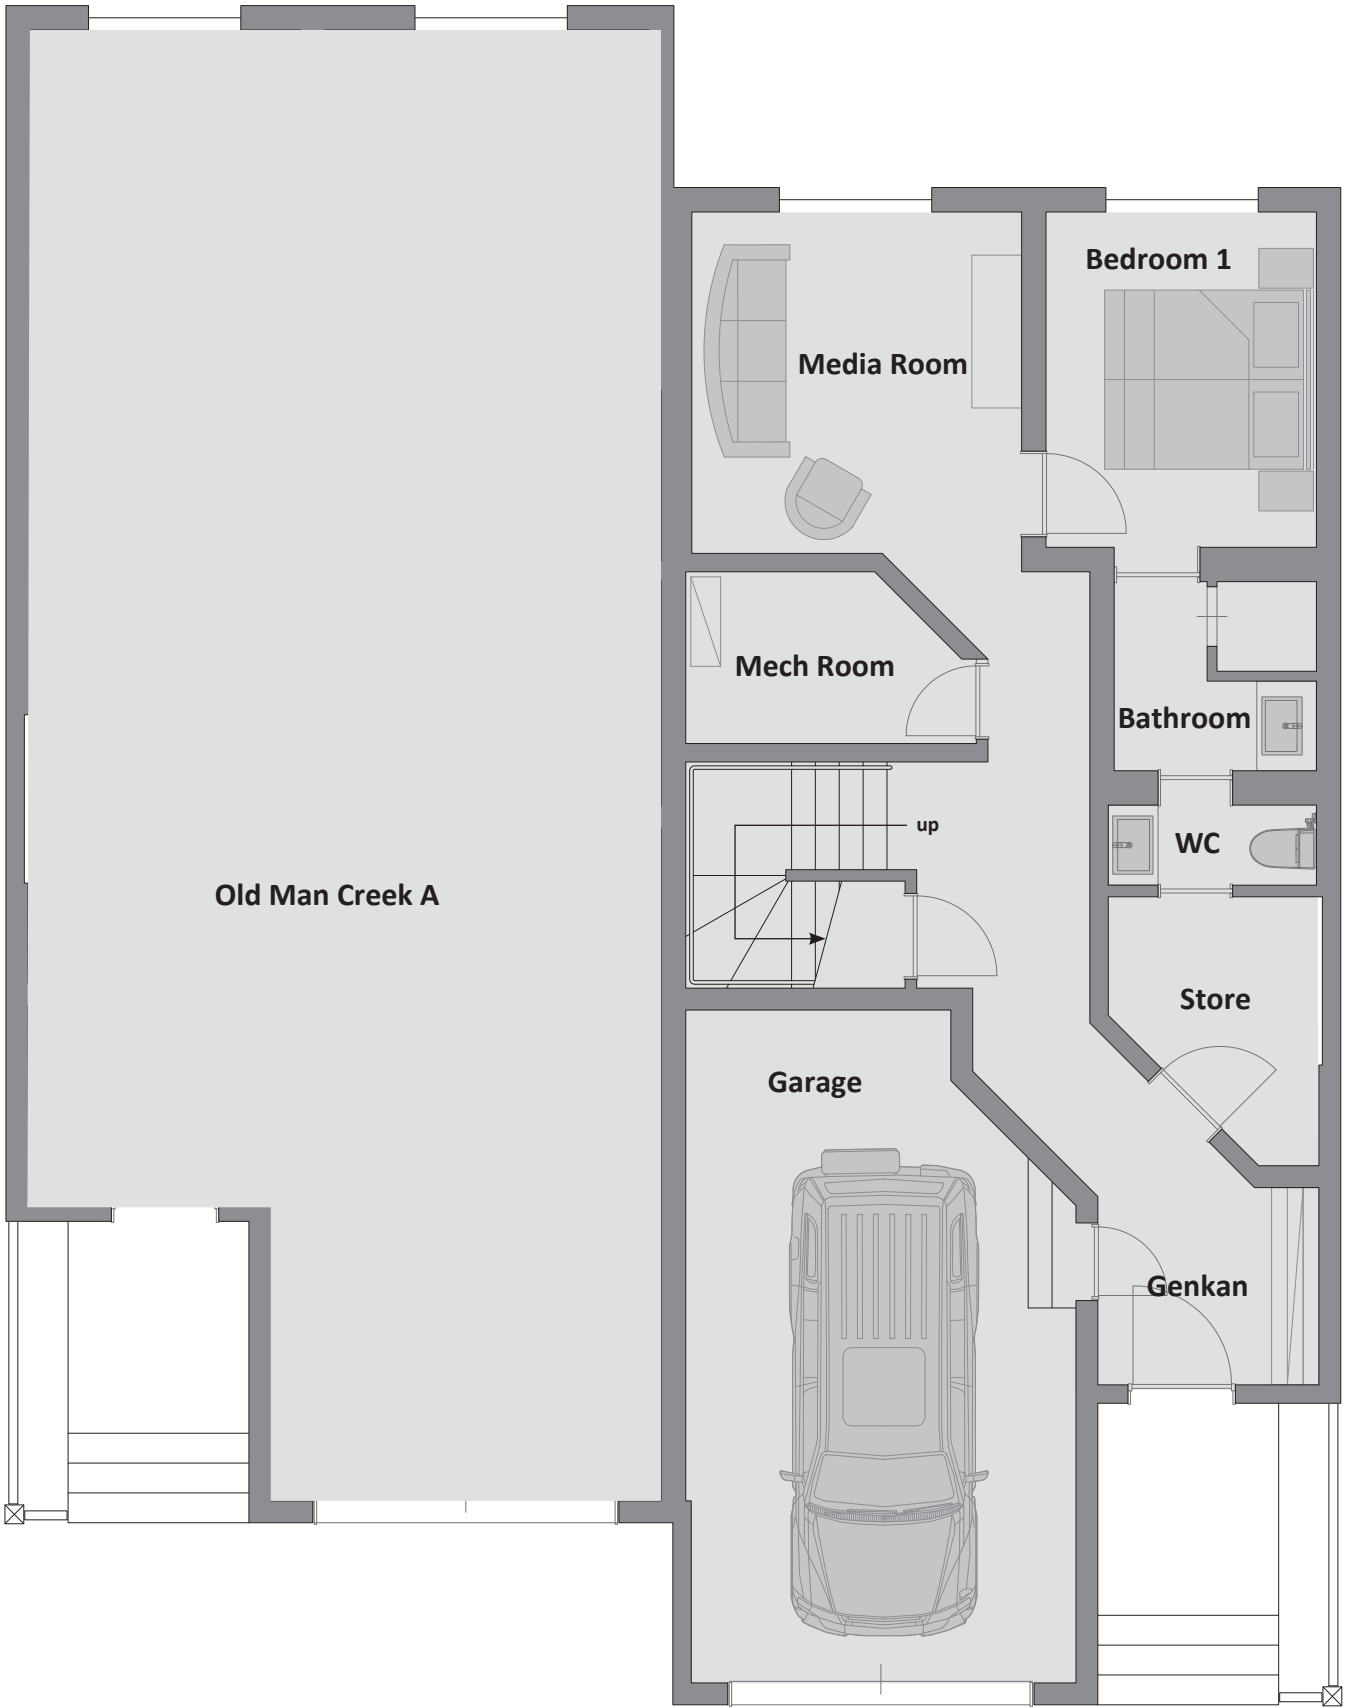 Bedroom 1
Media Room
Mech Room
Bathroom
up
WC
Old Man Creek A
Store
Garage
Genkan